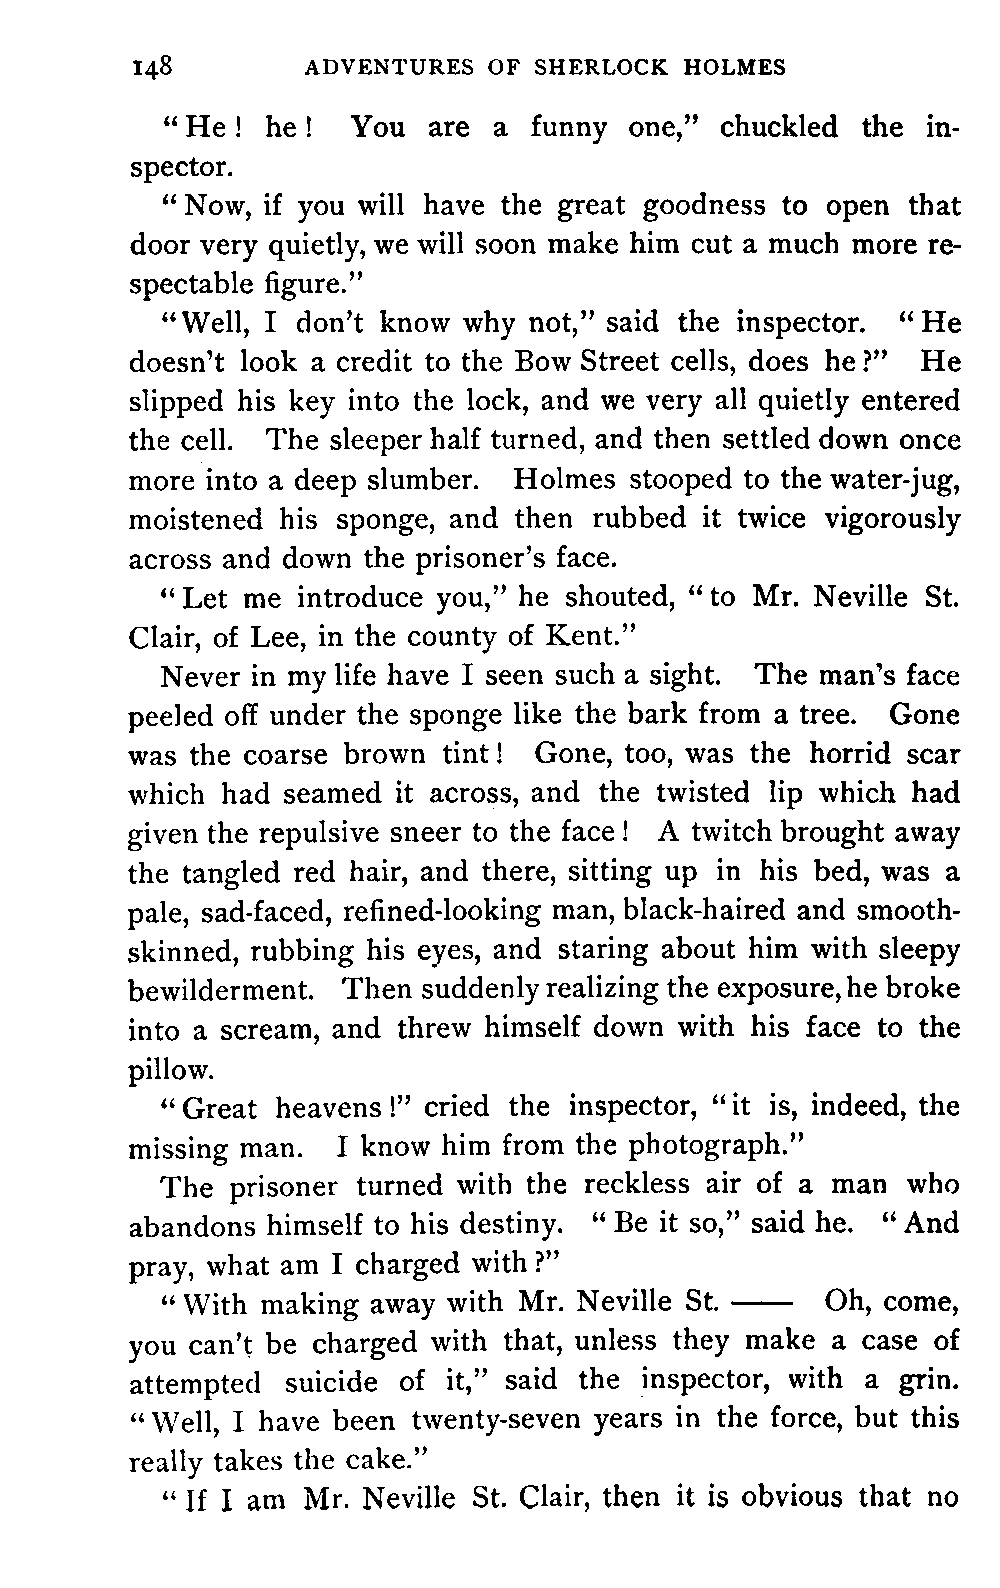 148 ADVENTURES OF SHERLOCK HOLMES
“He! he! You are a funny one,” chuckled the in-
spector.
“Now, if you will have the great goodness to open that
door very quietly, we will soon make him cut a much more re-
spectable figure.”
“Well, I don’t know why not,” said the inspector. “He
doesn’t look a credit to the Bow Street cells, does he?” He
slipped his key into the lock, and we very all quietly entered
the cell. The sleeper half turned, and then settled down once
more into a deep slumber. Holmes stooped to the water-jug,
moistened his sponge, and then rubbed it twice vigorously
across and down the prisoner’s face.
“Let me introduce you,” he shouted, “to Mr. Neville St.
Clair, of Lee, in the county of Kent.”
Never in my life have I seen such a sight. The man’s face
peeled off under the sponge like the bark from a tree. Gone
was the coarse brown tint! Gone, too, was the horrid scar
which had seamed it across, and the twisted lip which had
given the repulsive sneer to the face! A twitch brought away
the tangled red hair, and there, sitting up in his bed, was a
pale, sad-faced, refined-looking man, black-haired and smooth-
skinned, rubbing his eyes, and staring about him with sleepy
bewilderment. Then suddenly realizing the exposure, he broke
into a scream, and threw himself down with his face to the
pillow.
“Great heavens!” cried the inspector, “it is, indeed, the
missing man. I know him from the photograph.”
The prisoner turned with the reckless air of a man who
abandons himself to his destiny. “Be it so,” said he. “And
pray, what am I charged with?”
“With making away with Mr. Neville St. —— Oh, come,
you can’t be charged with that, unless they make a case of
attempted suicide of it,” said the inspector, with a grin.
“Well, I have been twenty-seven years in the force, but this
really takes the cake.”
“If I am Mr. Neville St. Clair, then it is obvious that no